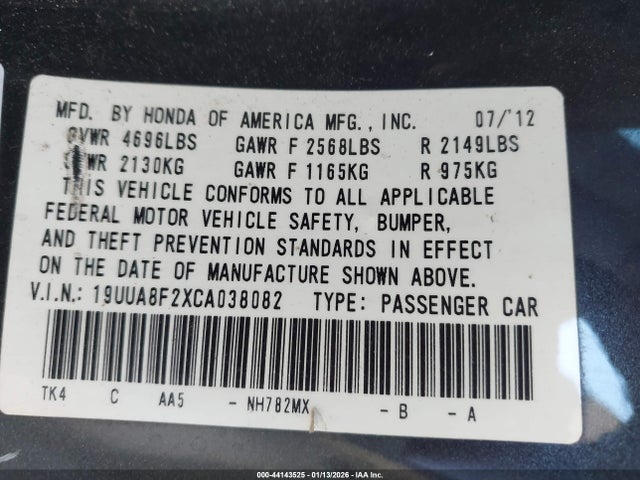 MFD. BY HONDA OF AMERICA MFG., INC. 07/'12
GVWR 4696LBS GAWR F 2568LBS R 2149LBS
GVWR 2130KG GAWR F 1165KG R 975KG
THIS VEHICLE CONFORMS TO ALL APPLICABLE
FEDERAL MOTOR VEHICLE SAFETY, BUMPER,
AND THEFT PREVENTION STANDARDS IN EFFECT
ON THE DATE OF MANUFACTURE SHOWN ABOVE.
V.I.N.: 19UUA8F2XCA038082 TYPE: PASSENGER CAR
TK4 C AA5 - NH782MX - B - A
000-44143525 | 01/13/2026 | IAA Inc.